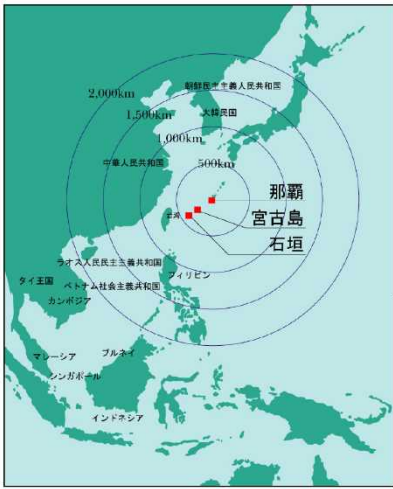 朝鮮民主主義人民共和国
2,000km
大韓民国
1,500km
1,000km
中華人民共和国
500km
那覇
宮古島
台湾
石垣
ラオス人民民主主義共和国
フィリピン
タイ王国
ベトナム社会主義共和国
カンボジア
マレーシア
ブルネイ
シンガポール
インドネシア